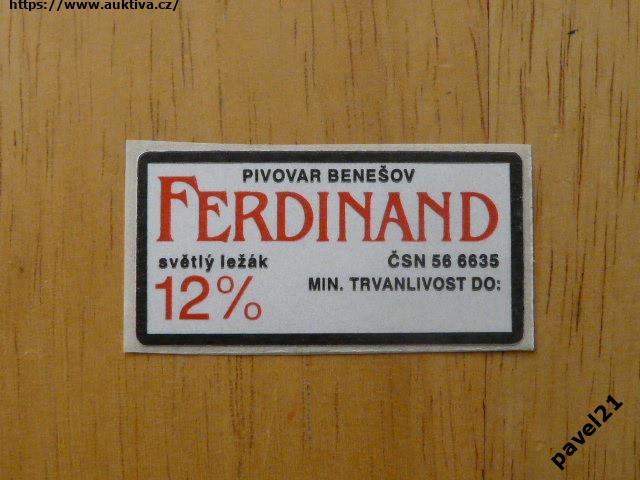 https://www.auktiva.cz/
PIVOVAR BENEŠOV
FERDINAND
světlý ležák
ČSN 56 6635
12%
MIN. TRVANLIVOST DO:
pavel21